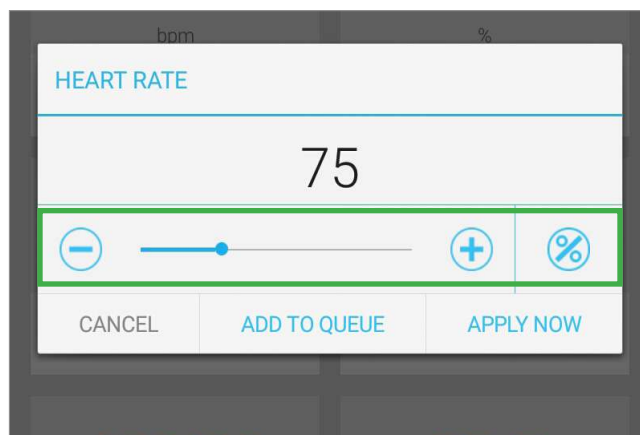 bpm %
HEART RATE
75
%
CANCEL ADD TO QUEUE APPLY NOW